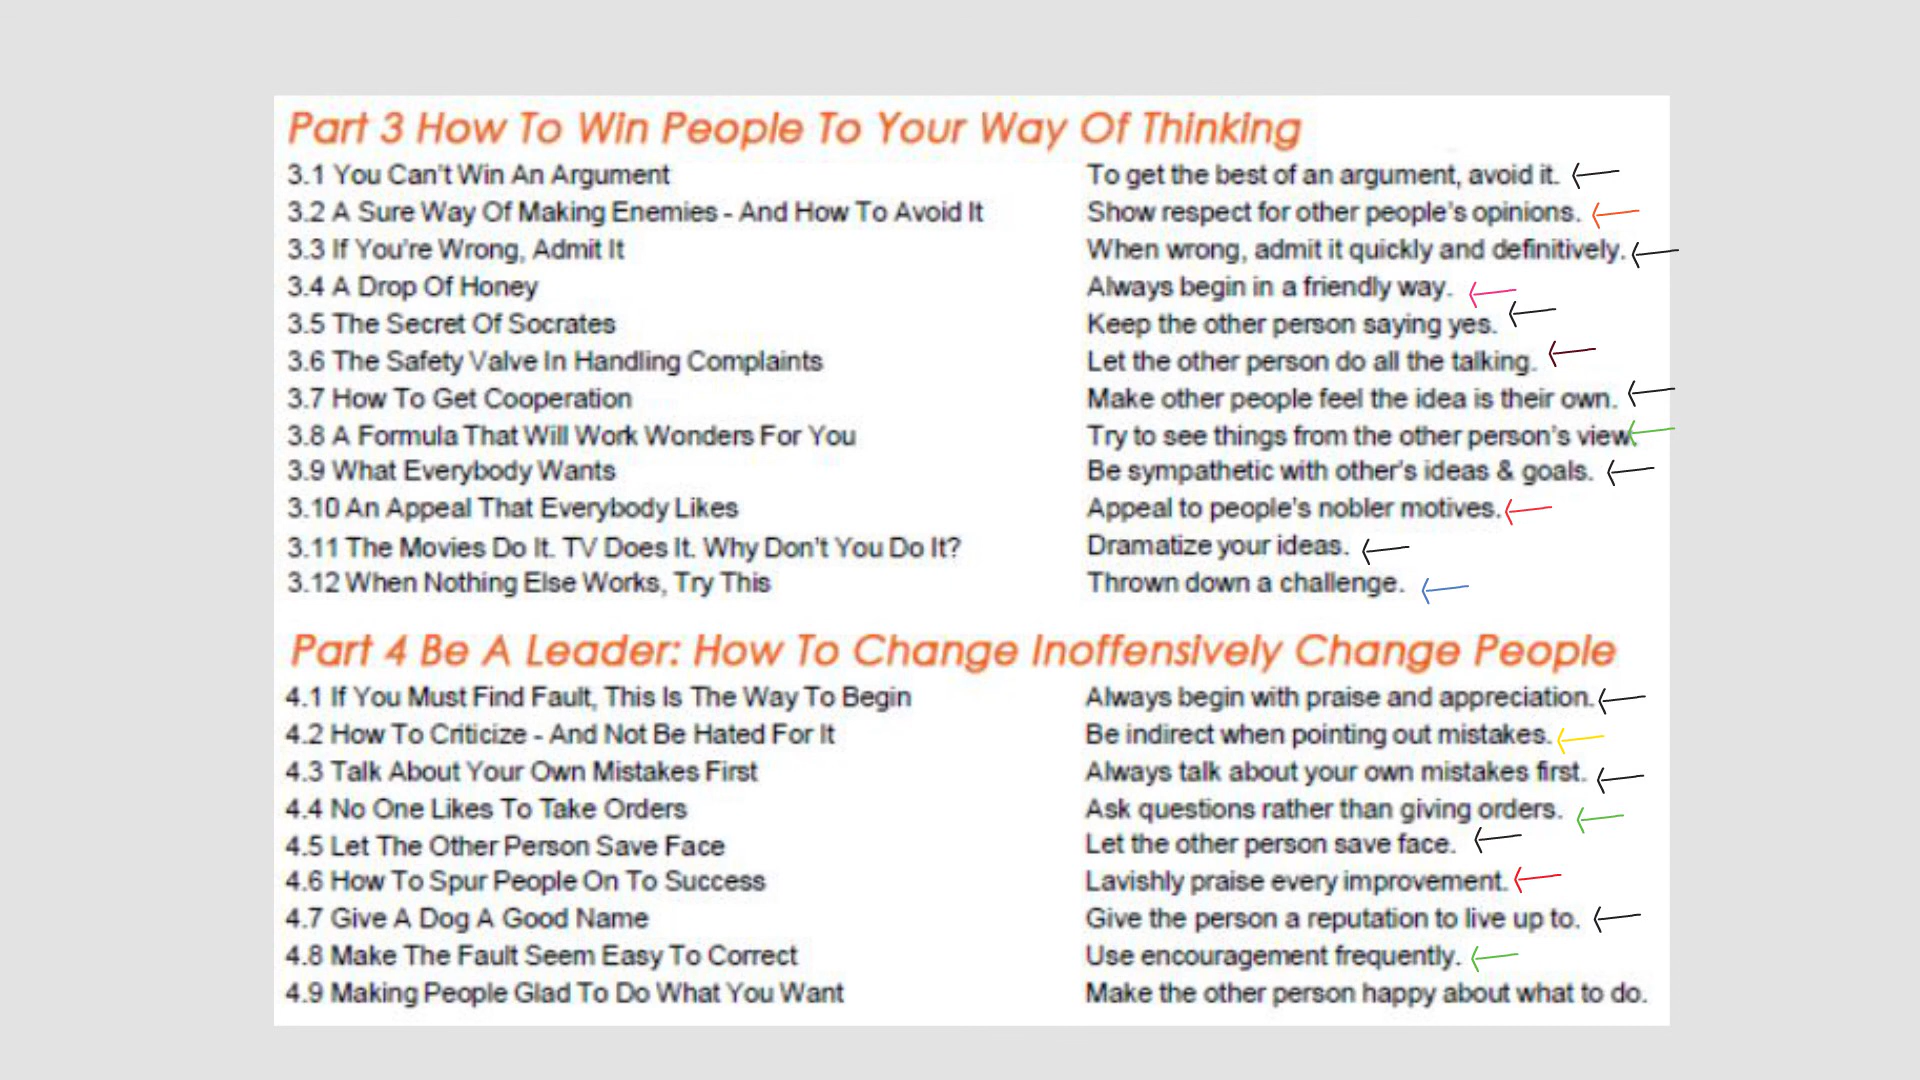 Part 3 How To Win People To Your Way Of Thinking
3.1 You Can't Win An Argument To get the best of an argument, avoid it.
3.2 A Sure Way Of Making Enemies - And How To Avoid It Show respect for other people's opinions.
3.3 If You're Wrong, Admit It When wrong, admit it quickly and definitively.
3.4 A Drop Of Honey Always begin in a friendly way.
3.5 The Secret Of Socrates Keep the other person saying yes.
3.6 The Safety Valve In Handling Complaints Let the other person do all the talking.
3.7 How To Get Cooperation Make other people feel the idea is their own.
3.8 A Formula That Will Work Wonders For You Try to see things from the other person's view.
3.9 What Everybody Wants Be sympathetic with other's ideas & goals.
3.10 An Appeal That Everybody Likes Appeal to people's nobler motives.
3.11 The Movies Do It. TV Does It. Why Don't You Do It? Dramatize your ideas.
3.12 When Nothing Else Works, Try This Thrown down a challenge.
Part 4 Be A Leader: How To Change Inoffensively Change People
4.1 If You Must Find Fault, This Is The Way To Begin Always begin with praise and appreciation.
4.2 How To Criticize - And Not Be Hated For It Be indirect when pointing out mistakes.
4.3 Talk About Your Own Mistakes First Always talk about your own mistakes first.
4.4 No One Likes To Take Orders Ask questions rather than giving orders.
4.5 Let The Other Person Save Face Let the other person save face.
4.6 How To Spur People On To Success Lavishly praise every improvement.
4.7 Give A Dog A Good Name Give the person a reputation to live up to.
4.8 Make The Fault Seem Easy To Correct Use encouragement frequently.
4.9 Making People Glad To Do What You Want Make the other person happy about what to do.